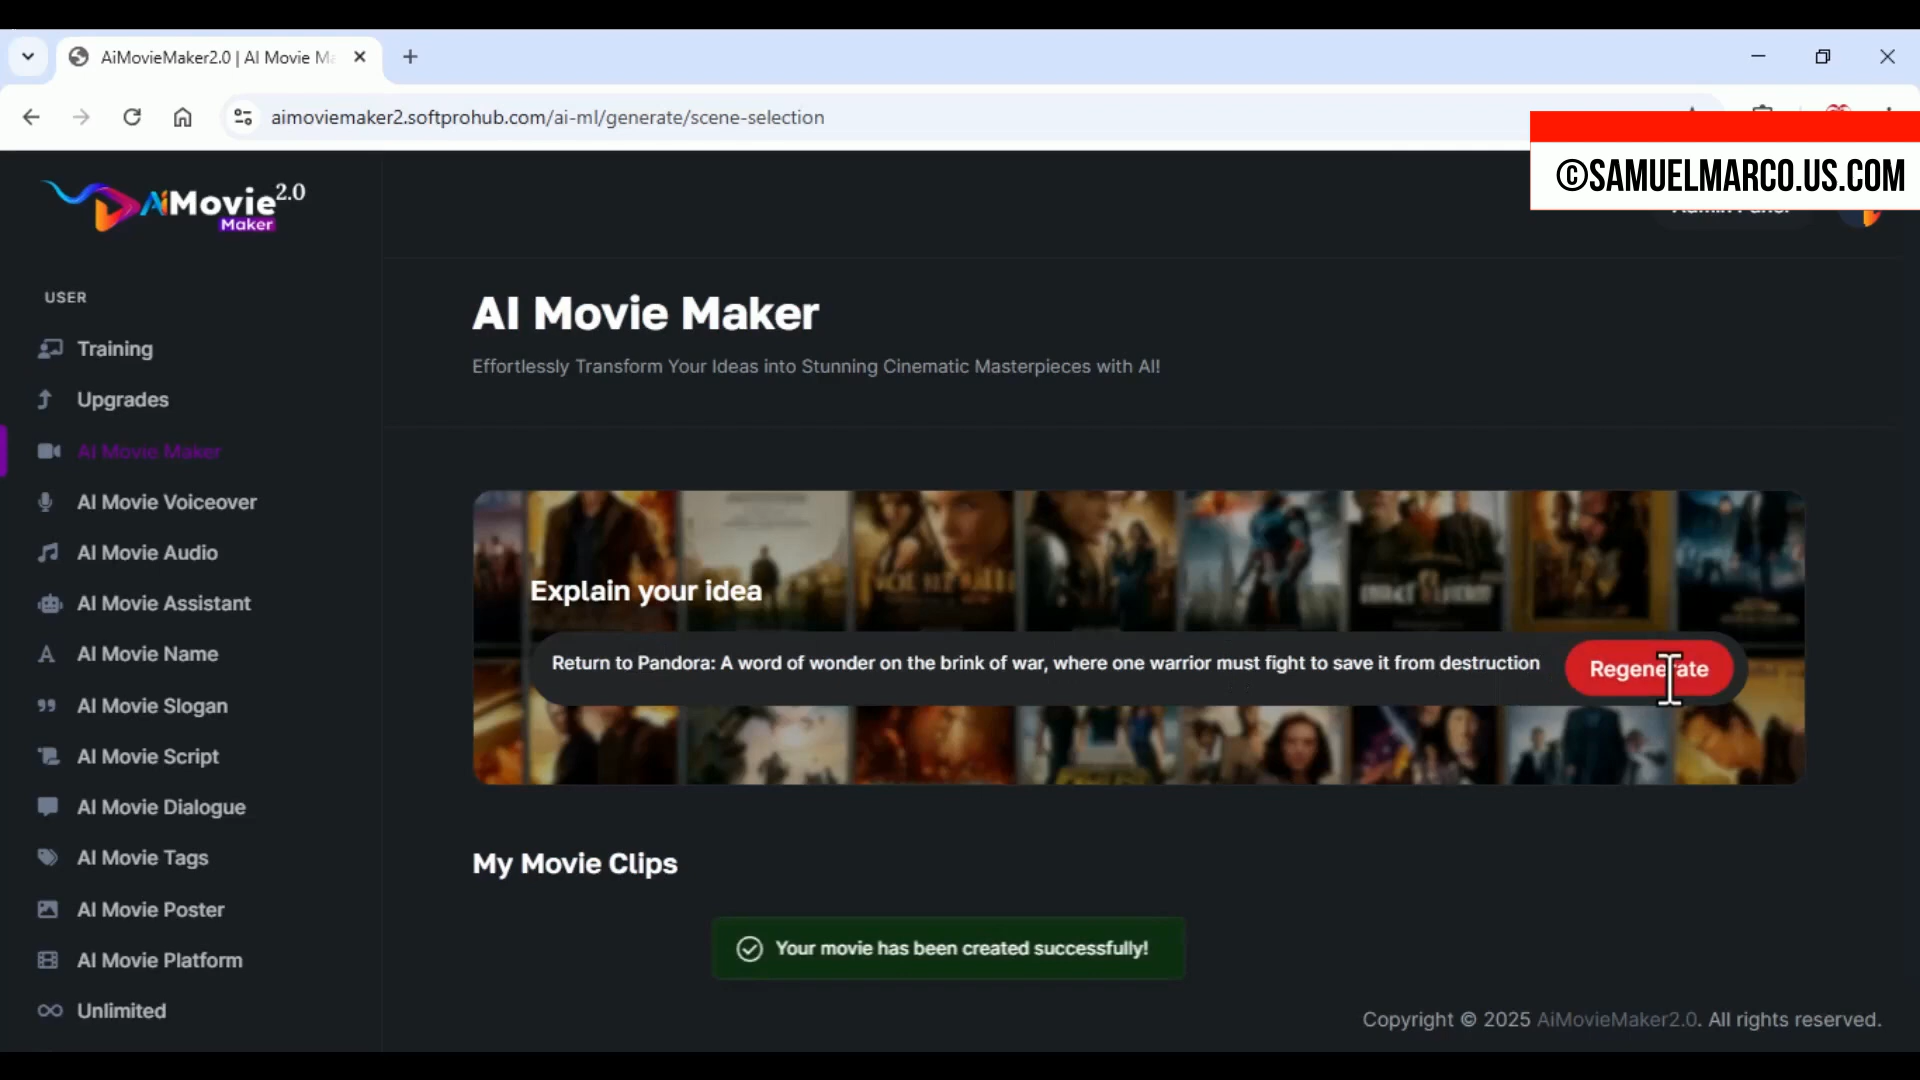 AiMovieMaker2.0 | AI Movie Ma
aimoviemaker2.softprohub.com/ai-ml/generate/scene-selection
©SAMUELMARCO.US.COM
AiMovie 2.0
Maker
USER
Training
Upgrades
AI Movie Maker
AI Movie Voiceover
AI Movie Audio
AI Movie Assistant
AI Movie Name
AI Movie Slogan
AI Movie Script
AI Movie Dialogue
AI Movie Tags
AI Movie Poster
AI Movie Platform
Unlimited
AI Movie Maker
Effortlessly Transform Your Ideas into Stunning Cinematic Masterpieces with AI!
Explain your idea
Return to Pandora: A word of wonder on the brink of war, where one warrior must fight to save it from destruction
Regenerate
My Movie Clips
Your movie has been created successfully!
Copyright © 2025 AiMovieMaker2.0. All rights reserved.